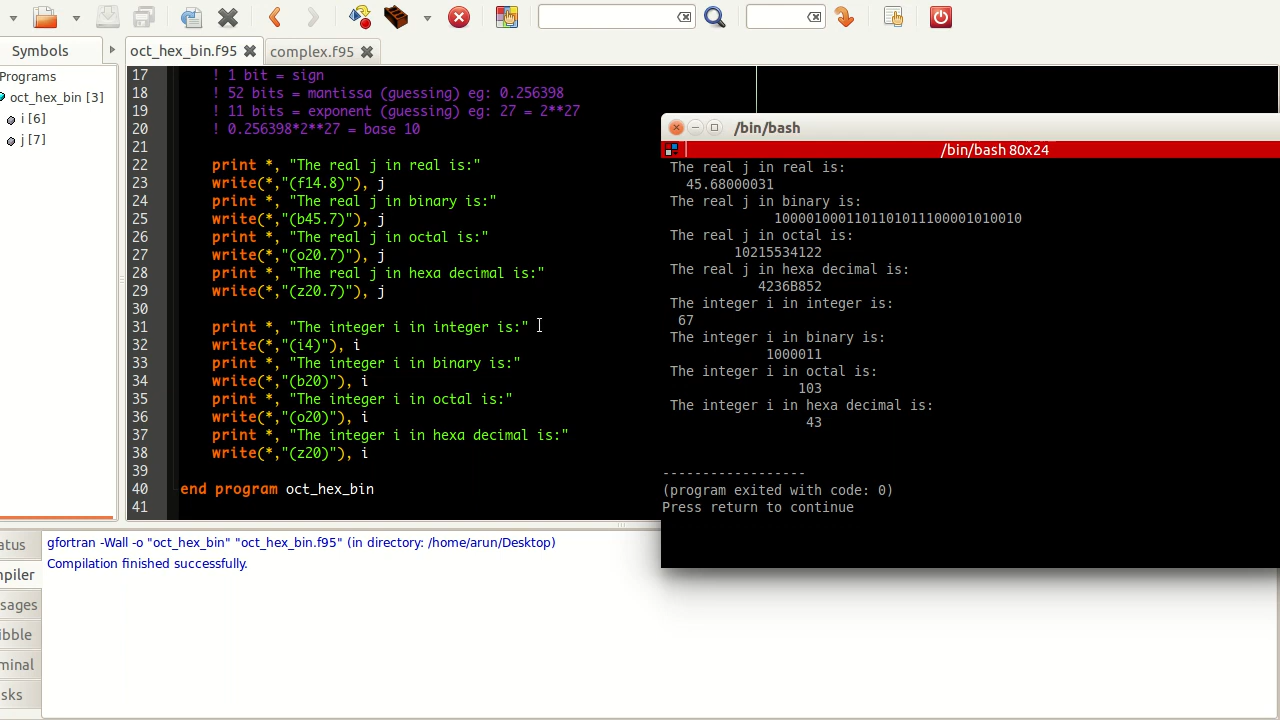 Symbols
oct_hex_bin.f95
complex.f95
Programs
oct_hex_bin [3]
i [6]
j [7]
17 ! 1 bit = sign
18 ! 52 bits = mantissa (guessing) eg: 0.256398
19 ! 11 bits = exponent (guessing) eg: 27 = 2**27
20 ! 0.256398*2**27 = base 10
21
22 print *, "The real j in real is:"
23 write(*,"(f14.8)"), j
24 print *, "The real j in binary is:"
25 write(*,"(b45.7)"), j
26 print *, "The real j in octal is:"
27 write(*,"(o20.7)"), j
28 print *, "The real j in hexa decimal is:"
29 write(*,"(z20.7)"), j
30
31 print *, "The integer i in integer is:"
32 write(*,"(i4)"), i
33 print *, "The integer i in binary is:"
34 write(*,"(b20)"), i
35 print *, "The integer i in octal is:"
36 write(*,"(o20)"), i
37 print *, "The integer i in hexa decimal is:"
38 write(*,"(z20)"), i
39
40 end program oct_hex_bin
41
/bin/bash
/bin/bash 80x24
The real j in real is:
45.68000031
The real j in binary is:
1000010001101101011100001010010
The real j in octal is:
10215534122
The real j in hexa decimal is:
4236B852
The integer i in integer is:
67
The integer i in binary is:
1000011
The integer i in octal is:
103
The integer i in hexa decimal is:
43
------------------
(program exited with code: 0)
Press return to continue
atus
mpiler
ssages
ibble
minal
sks
gfortran -Wall -o "oct_hex_bin" "oct_hex_bin.f95" (in directory: /home/arun/Desktop)
Compilation finished successfully.